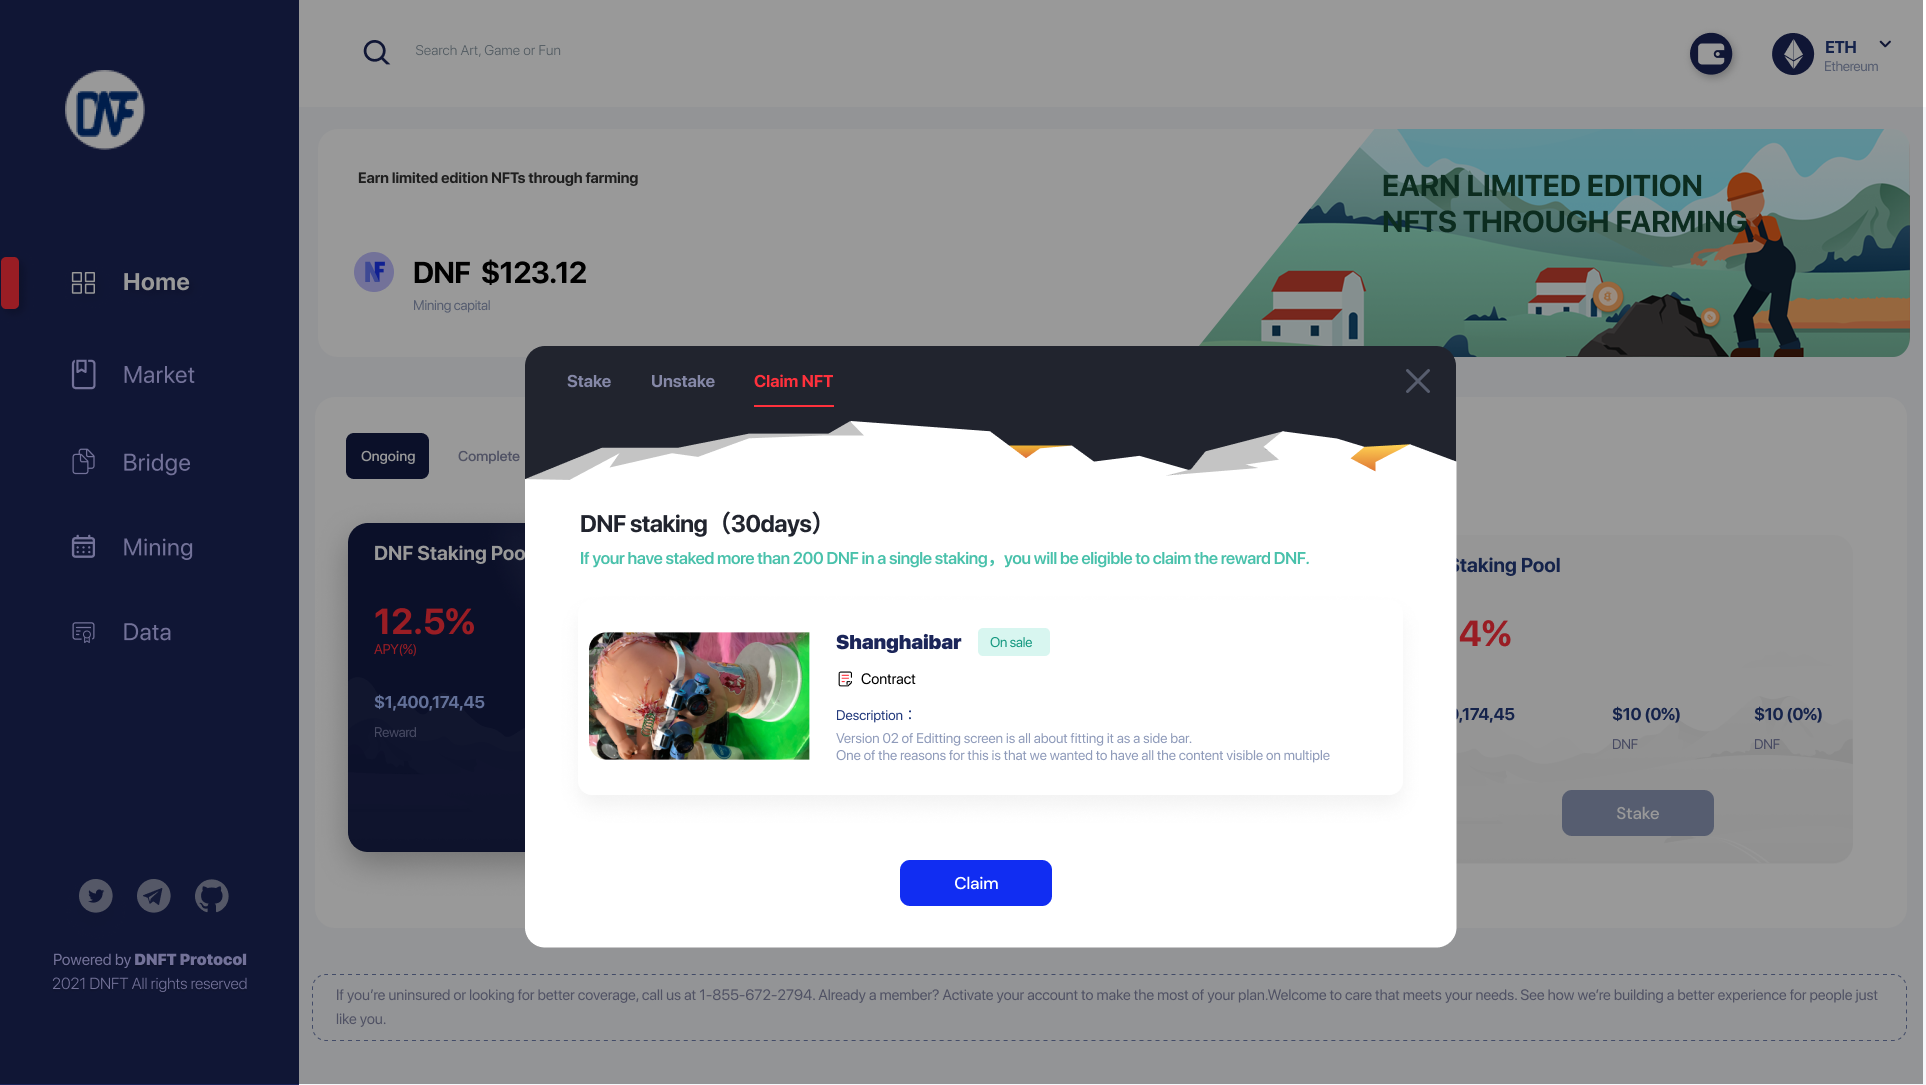 DNF
Search Art, Game or Fun
ETH
Ethereum
Home
Market
Bridge
Mining
Data
Powered by DNFT Protocol
2021 DNFT All rights reserved
Earn limited edition NFTs through farming
NF
DNF $123.12
Mining capital
EARN LIMITED EDITION
NFTS THROUGH FARMING
Ongoing
Complete
DNF Staking Poo
12.5%
APY(%)
$1,400,174,45
Reward
Stake
Unstake
Claim NFT
DNF staking（30days）
If your have staked more than 200 DNF in a single staking，you will be eligible to claim the reward DNF.
Shanghaibar
On sale
Contract
Description：
Version 02 of Editting screen is all about fitting it as a side bar.
One of the reasons for this is that we wanted to have all the content visible on multiple
Claim
Staking Pool
4%
,174,45
$10 (0%)
$10 (0%)
DNF
DNF
Stake
If you're uninsured or looking for better coverage, call us at 1-855-672-2794. Already a member? Activate your account to make the most of your plan.Welcome to care that meets your needs. See how we're building a better experience for people just
like you.